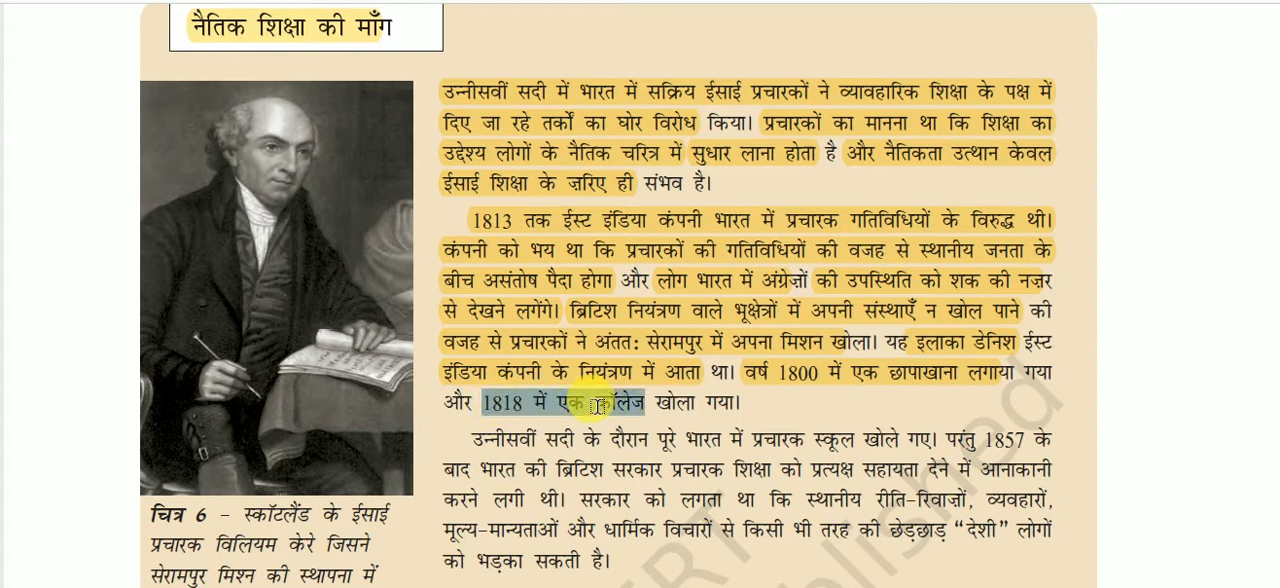 नैतिक शिक्षा की माँग
उन्नीसवीं सदी में भारत में सक्रिय ईसाई प्रचारकों ने व्यावहारिक शिक्षा के पक्ष में
दिए जा रहे तर्कों का घोर विरोध किया। प्रचारकों का मानना था कि शिक्षा का
उद्देश्य लोगों के नैतिक चरित्र में सुधार लाना होता है और नैतिकता उत्थान केवल
ईसाई शिक्षा के ज़रिए ही संभव है।
1813 तक ईस्ट इंडिया कंपनी भारत में प्रचारक गतिविधियों के विरुद्ध थी।
कंपनी को भय था कि प्रचारकों की गतिविधियों की वजह से स्थानीय जनता के
बीच असंतोष पैदा होगा और लोग भारत में अंग्रेज़ों की उपस्थिति को शक की नज़र
से देखने लगेंगे। ब्रिटिश नियंत्रण वाले भूक्षेत्रों में अपनी संस्थाएँ न खोल पाने की
वजह से प्रचारकों ने अंततः सेरामपुर में अपना मिशन खोला। यह इलाका डेनिश ईस्ट
इंडिया कंपनी के नियंत्रण में आता था। वर्ष 1800 में एक छापाखाना लगाया गया
और 1818 में एक कॉलेज खोला गया।
उन्नीसवीं सदी के दौरान पूरे भारत में प्रचारक स्कूल खोले गए। परंतु 1857 के
बाद भारत की ब्रिटिश सरकार प्रचारक शिक्षा को प्रत्यक्ष सहायता देने में आनाकानी
करने लगी थी। सरकार को लगता था कि स्थानीय रीति-रिवाज़ों, व्यवहारों,
मूल्य-मान्यताओं और धार्मिक विचारों से किसी भी तरह की छेड़छाड़ “देशी” लोगों
को भड़का सकती है।
चित्र 6 – स्कॉटलैंड के ईसाई
प्रचारक विलियम केरे जिसने
सेरामपुर मिश्न की स्थापना में